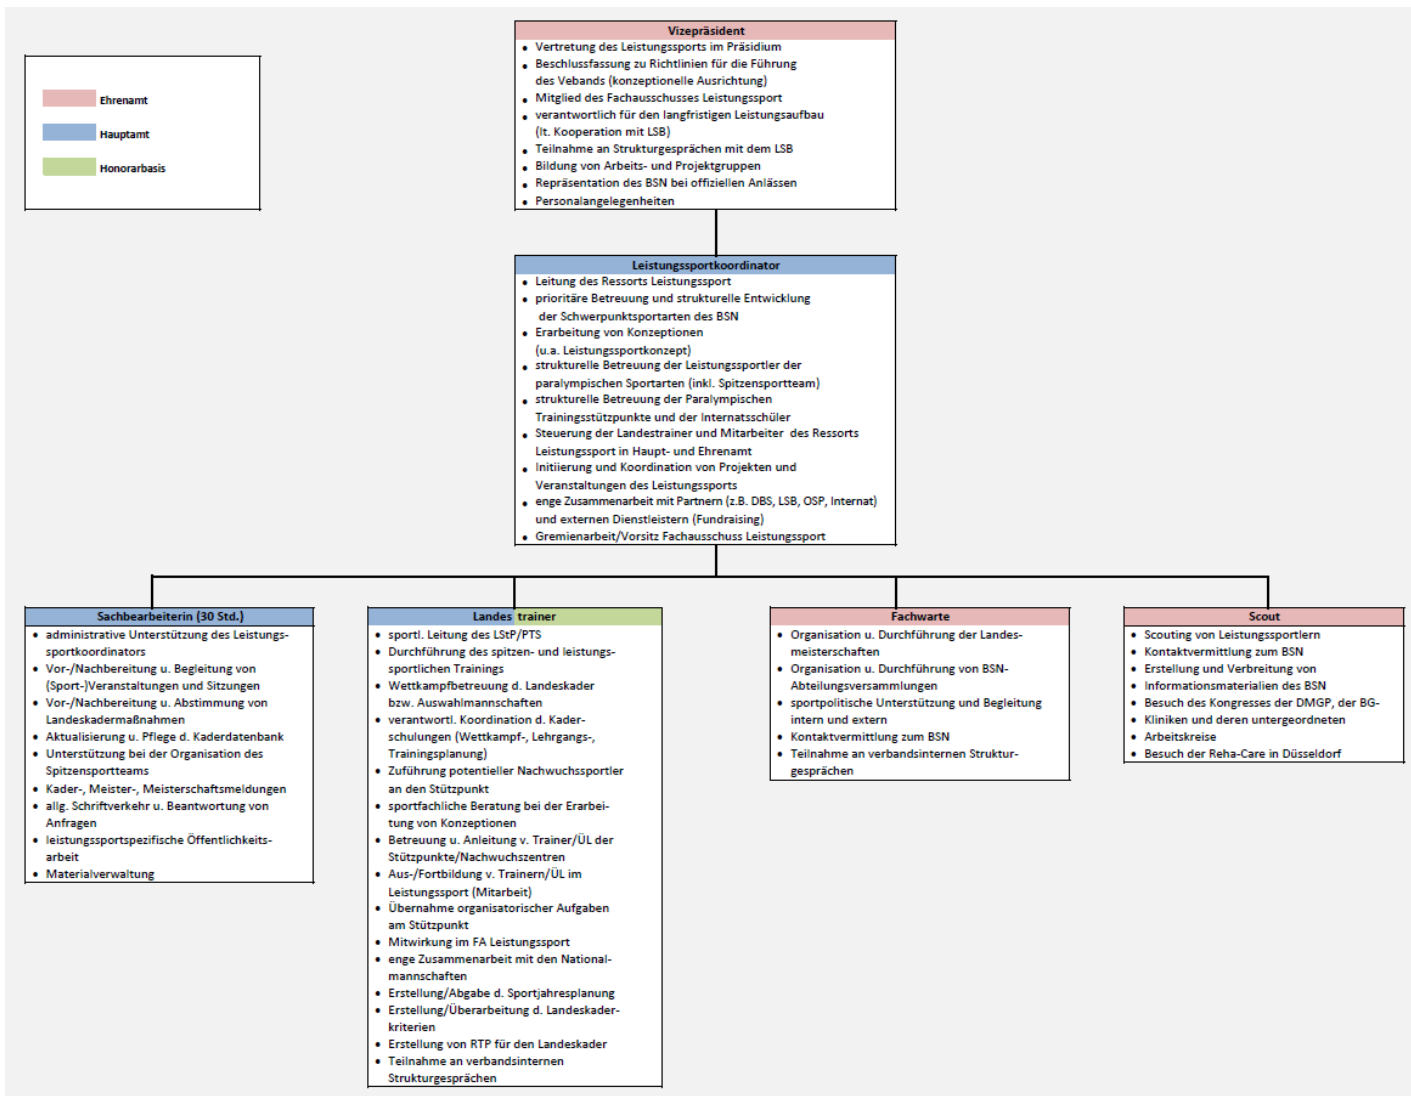 Ehrenamt
Hauptamt
Honorarbasis
Vizepräsident
• Vertretung des Leistungssports im Präsidium
• Beschlussfassung zu Richtlinien für die Führung
des Vebands (konzeptionelle Ausrichtung)
• Mitglied des Fachausschusses Leistungssport
• verantwortlich für den langfristigen Leistungsaufbau
(lt. Kooperation mit LSB)
• Teilnahme an Strukturgesprächen mit dem LSB
• Bildung von Arbeits- und Projektgruppen
• Repräsentation des BSN bei offiziellen Anlässen
• Personalangelegenheiten
Leistungssportkoordinator
• Leitung des Ressorts Leistungssport
• prioritäre Betreuung und strukturelle Entwicklung
der Schwerpunktsportarten des BSN
• Erarbeitung von Konzeptionen
(u.a. Leistungssportkonzept)
• strukturelle Betreuung der Leistungssportler der
paralympischen Sportarten (inkl. Spitzensportteam)
• strukturelle Betreuung der Paralympischen
Trainingsstützpunkte und der Internatsschüler
• Steuerung der Landestrainer und Mitarbeiter des Ressorts
Leistungssport in Haupt- und Ehrenamt
• Initiierung und Koordination von Projekten und
Veranstaltungen des Leistungssports
• enge Zusammenarbeit mit Partnern (z.B. DBS, LSB, OSP, Internat)
und externen Dienstleistern (Fundraising)
• Gremienarbeit/Vorsitz Fachausschuss Leistungssport
Sachbearbeiterin (30 Std.)
• administrative Unterstützung des Leistungs-
sportkoordinators
• Vor-/Nachbereitung u. Begleitung von
(Sport-)Veranstaltungen und Sitzungen
• Vor-/Nachbereitung u. Abstimmung von
Landeskadermaßnahmen
• Aktualisierung u. Pflege d. Kaderdatenbank
• Unterstützung bei der Organisation des
Spitzensportteams
• Kader-, Meister-, Meisterschaftsmeldungen
• allg. Schriftverkehr u. Beantwortung von
Anfragen
• leistungssportspezifische Öffentlichkeits-
arbeit
• Materialverwaltung
Landes trainer
• sportl. Leitung des LStP/PTS
• Durchführung des spitzen- und leistungs-
sportlichen Trainings
• Wettkampfbetreuung d. Landeskader
bzw. Auswahlmannschaften
• verantwortl. Koordination d. Kader-
schulungen (Wettkampf-, Lehrgangs-,
Trainingsplanung)
• Zuführung potentieller Nachwuchssportler
an den Stützpunkt
• sportfachliche Beratung bei der Erarbei-
tung von Konzeptionen
• Betreuung u. Anleitung v. Trainer/ÜL der
Stützpunkte/Nachwuchszentren
• Aus-/Fortbildung v. Trainern/ÜL im
Leistungssport (Mitarbeit)
• Übernahme organisatorischer Aufgaben
am Stützpunkt
• Mitwirkung im FA Leistungssport
• enge Zusammenarbeit mit den National-
mannschaften
• Erstellung/Abgabe d. Sportjahresplanung
• Erstellung/Überarbeitung d. Landeskader-
kriterien
• Erstellung von RTP für den Landeskader
• Teilnahme an verbandsinternen
Strukturgesprächen
Fachwarte
• Organisation u. Durchführung der Landes-
meisterschaften
• Organisation u. Durchführung von BSN-
Abteilungsversammlungen
• sportpolitische Unterstützung und Begleitung
intern und extern
• Kontaktvermittlung zum BSN
• Teilnahme an verbandsinternen Struktur-
gesprächen
Scout
• Scouting von Leistungssportlern
• Kontaktvermittlung zum BSN
• Erstellung und Verbreitung von
• Informationsmaterialien des BSN
• Besuch des Kongresses der DMGP, der BG-
• Kliniken und deren untergeordneten
• Arbeitskreise
• Besuch der Reha-Care in Düsseldorf